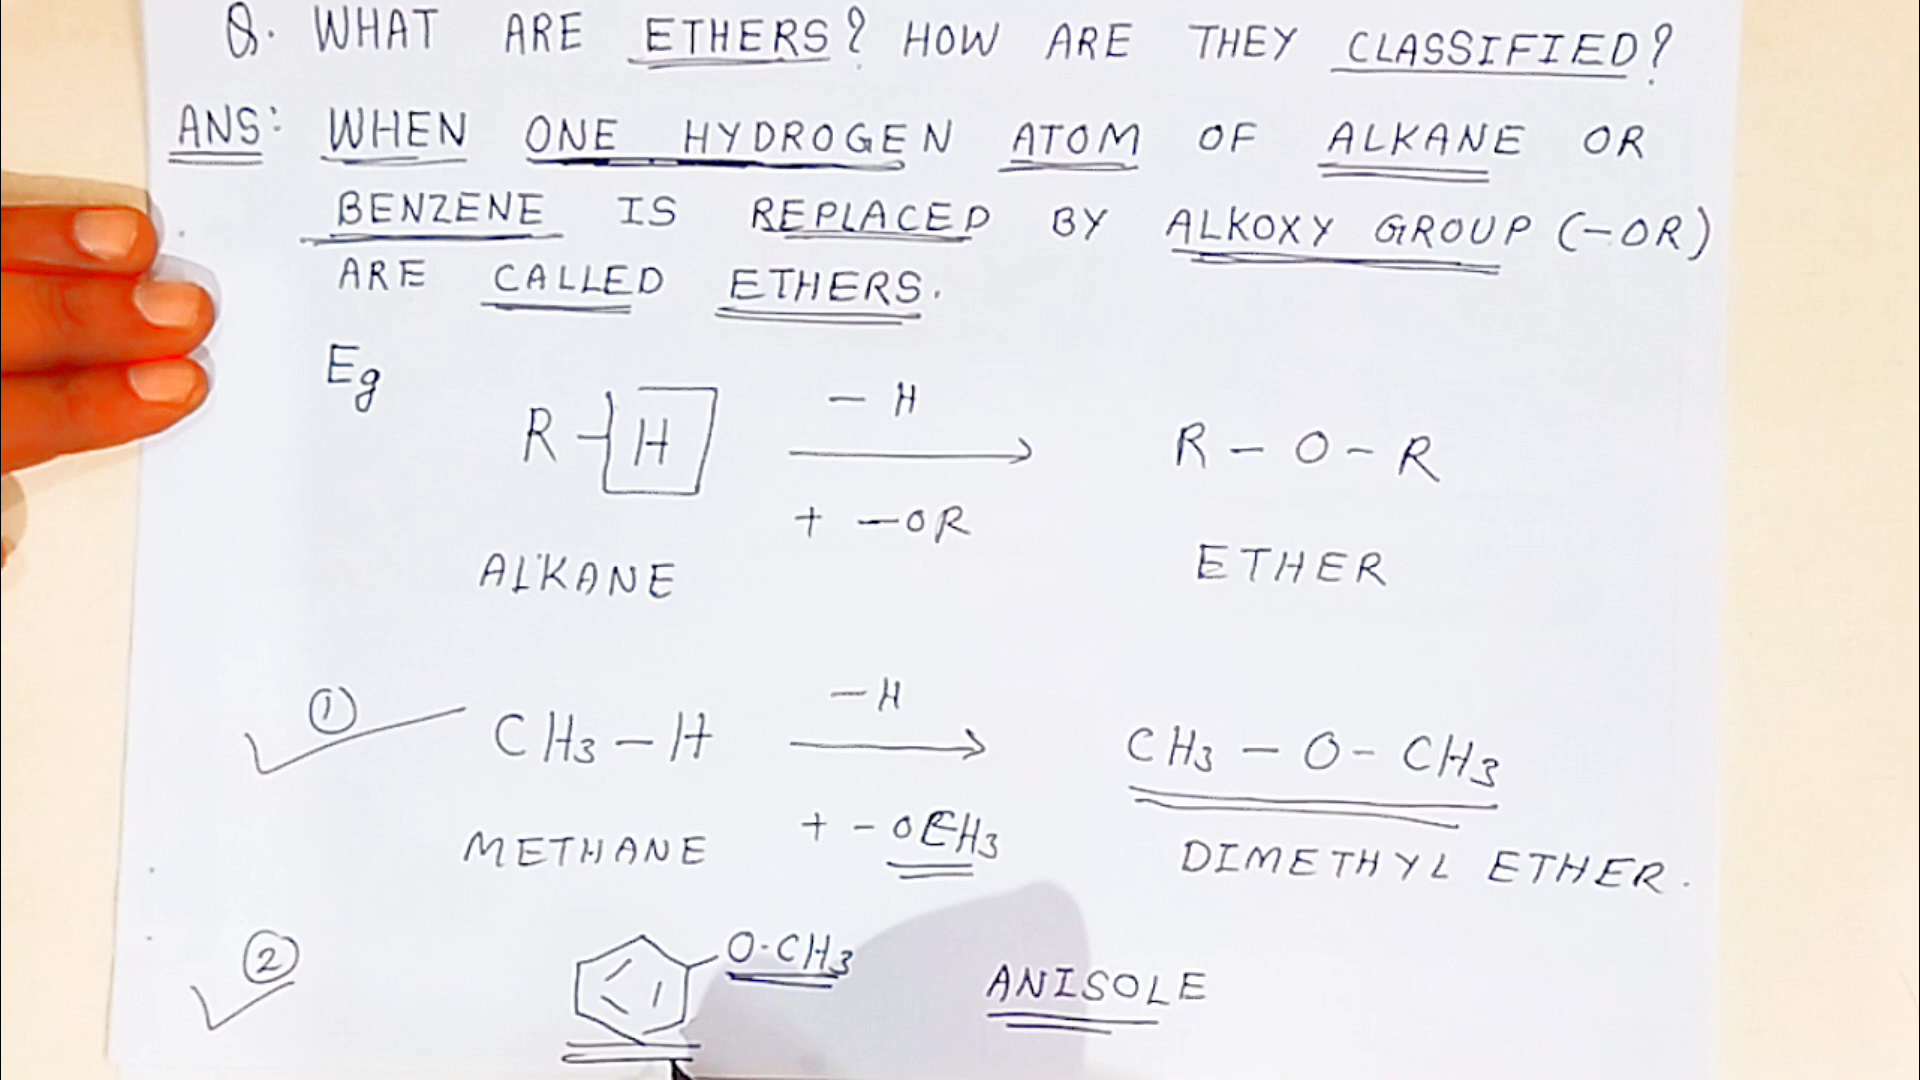 Q. WHAT ARE ETHERS? HOW ARE THEY CLASSIFIED?
ANS: WHEN ONE HYDROGEN ATOM OF ALKANE OR
BENZENE IS REPLACED BY ALKOXY GROUP (-OR)
ARE CALLED ETHERS.
Eg
R - H
- H
+ -OR
R - O - R
ALKANE
ETHER
①
CH3 - H
- H
+ - OCH3
CH3 - O - CH3
METHANE
DIMETHYL ETHER.
②
O-CH3
ANISOLE